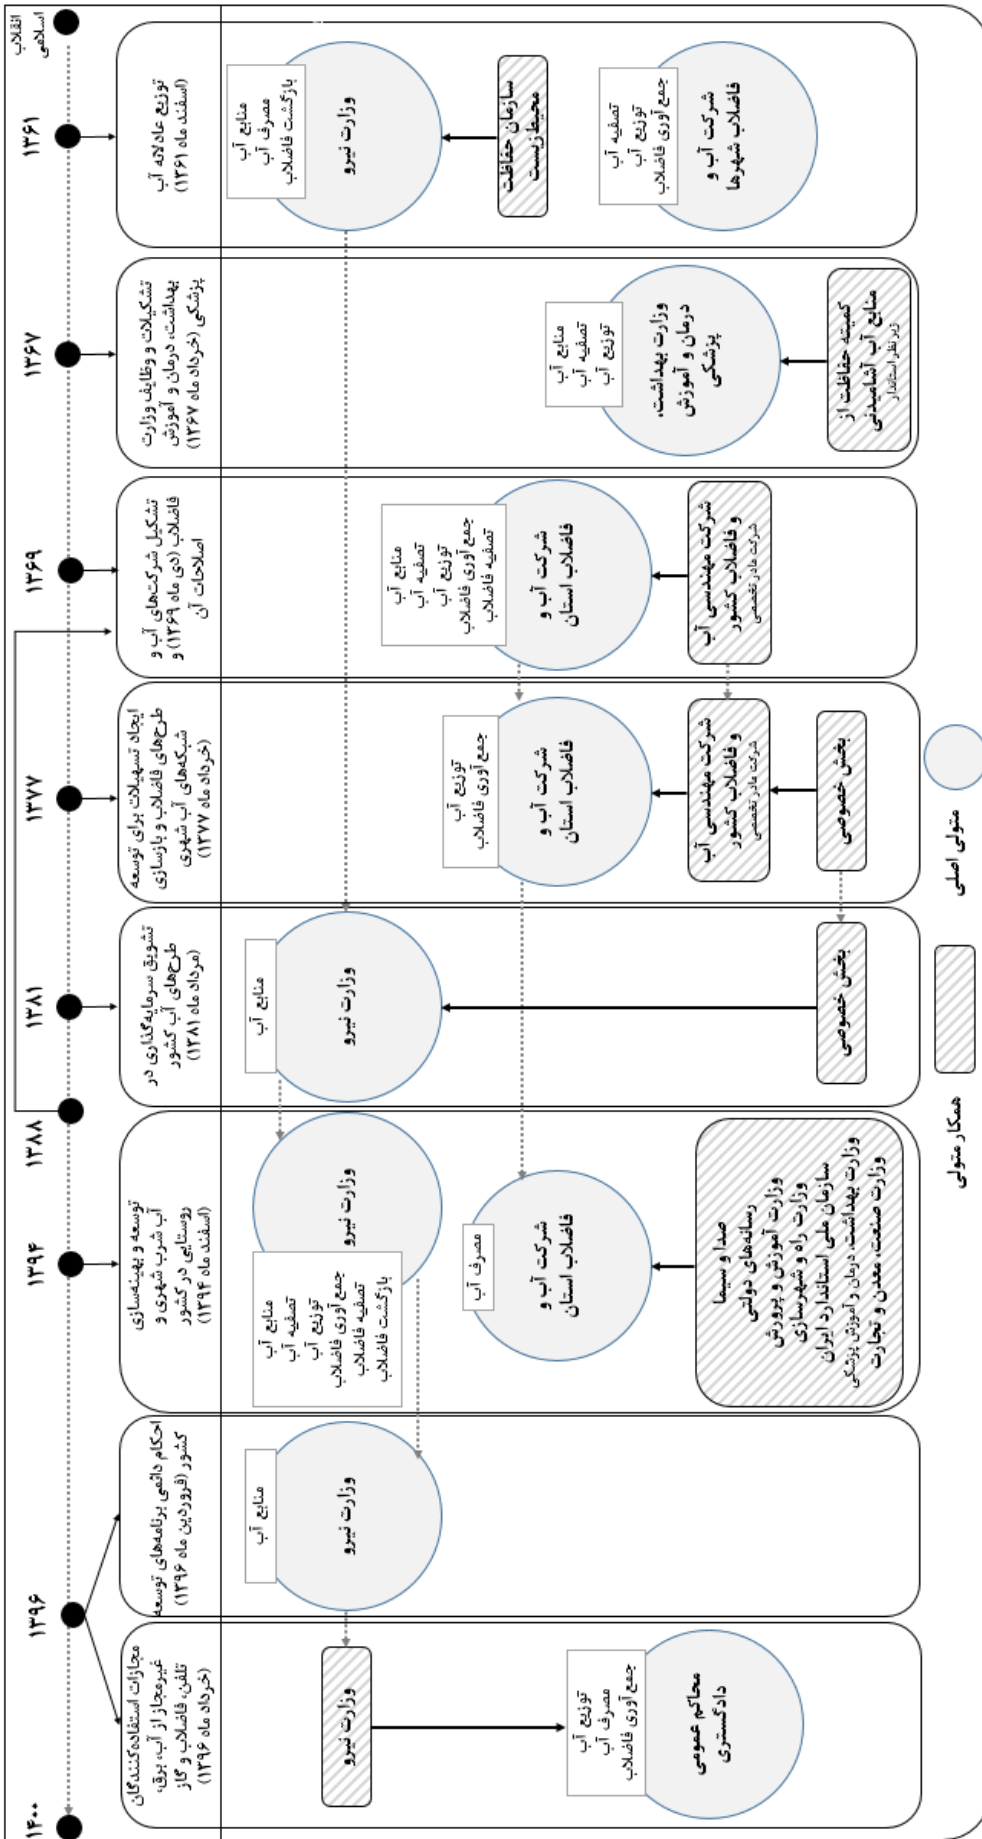 انقلاب
اسلامی
۱۳۶۱
توزیع عادلانه آب
(اسفند ماه ۱۳۶۱)
منابع آب
مصرف آب
بازگشت فاضلاب
وزارت نیرو
سازمان حفاظت
محیط‌زیست
تصفیه آب
توزیع آب
جمع آوری فاضلاب
شرکت آب و
فاضلاب شهرها
۱۳۶۷
تشکیلات و وظایف وزارت
بهداشت، درمان و آموزش
پزشکی (خرداد ماه ۱۳۶۷)
منابع آب
تصفیه آب
توزیع آب
وزارت بهداشت،
درمان و آموزش
پزشکی
کمیته حفاظت از
منابع آب آشامیدنی
زیر نظر استاندار
۱۳۶۹
تشکیل شرکت‌های آب و
فاضلاب (دی ماه ۱۳۶۹) و
اصلاحات آن
منابع آب
تصفیه آب
توزیع آب
جمع آوری فاضلاب
تصفیه فاضلاب
شرکت آب و
فاضلاب استان
شرکت مهندسی آب
و فاضلاب کشور
شرکت مادر تخصصی
۱۳۷۷
ایجاد تسهیلات برای توسعه
طرح‌های فاضلاب و بازسازی
شبکه‌های آب شهری
(خرداد ماه ۱۳۷۷)
توزیع آب
جمع آوری فاضلاب
شرکت آب و
فاضلاب استان
شرکت مهندسی آب
و فاضلاب کشور
شرکت مادر تخصصی
بخش خصوصی
۱۳۸۱
تشویق سرمایه‌گذاری در
طرح‌های آب کشور
(مرداد ماه ۱۳۸۱)
منابع آب
وزارت نیرو
بخش خصوصی
۱۳۸۸
۱۳۹۴
توسعه و بهینه‌سازی
آب شرب شهری و
روستایی در کشور
(اسفند ماه ۱۳۹۴)
وزارت نیرو
منابع آب
تصفیه آب
توزیع آب
جمع آوری فاضلاب
تصفیه فاضلاب
بازگشت فاضلاب
مصرف آب
شرکت آب و
فاضلاب استان
صدا و سیما
رسانه‌های دولتی
وزارت آموزش و پرورش
وزارت راه و شهرسازی
سازمان ملی استاندارد ایران
وزارت بهداشت، درمان و آموزش پزشکی
وزارت صنعت، معدن و تجارت
۱۳۹۶
احکام دائمی برنامه‌های توسعه
کشور (فروردین ماه ۱۳۹۶)
منابع آب
وزارت نیرو
مجازات استفاده‌کنندگان
غیرمجاز از آب، برق،
تلفن، فاضلاب و گاز
(خرداد ماه ۱۳۹۶)
وزارت نیرو
توزیع آب
مصرف آب
جمع آوری فاضلاب
محاکم عمومی
دادگستری
۱۴۰۰
متولی اصلی
همکار متولی